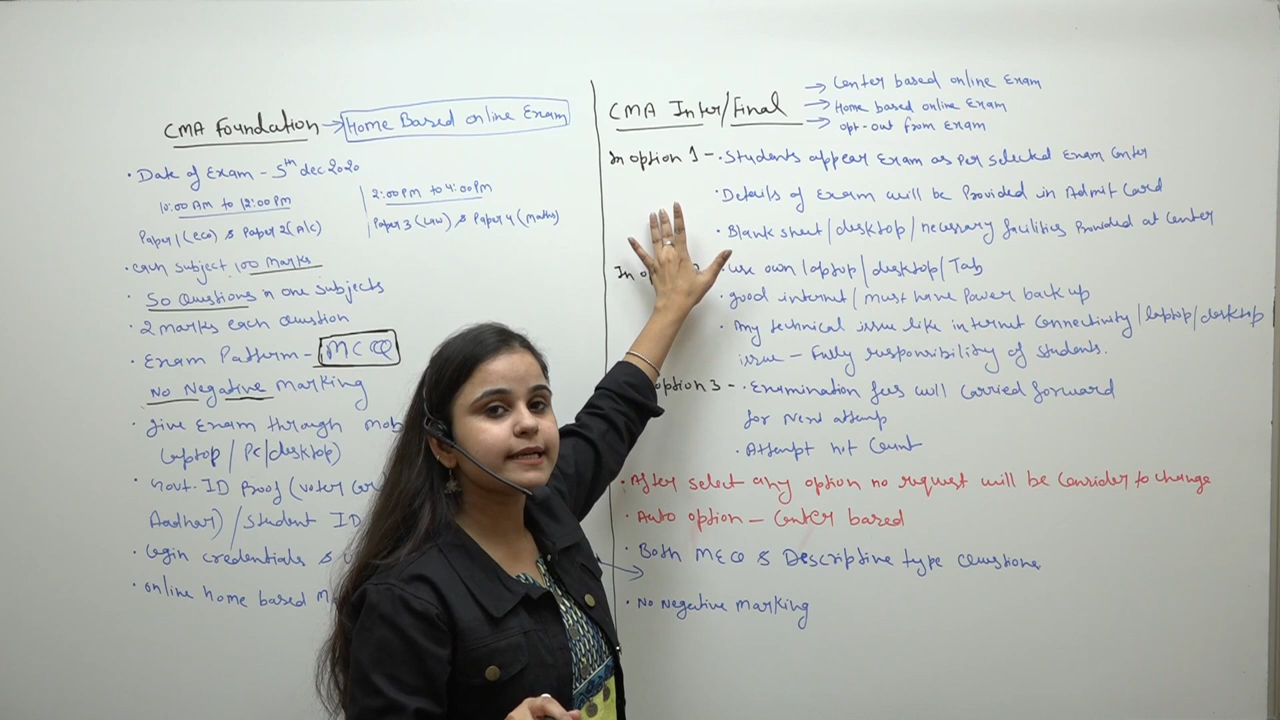 CMA Foundation → Home Based online Exam
• Date of Exam - 5th dec 2020
10:00 AM to 12:00 PM
2:00 PM to 4:00 PM
Paper 1 (eco) & Paper 2 (A/c)
Paper 3 (Law) & Paper 4 (Maths)
• each subject 100 Marks
• 50 Questions in one subjects
• 2 marks each Question
• Exam Pattern - MCQ
No Negative Marking
• give Exam through mob
laptop / PC / desktop)
• Govt. ID Proof (voter
Aadhar) / Student ID
• login credentials &
• online home based
CMA Inter/Final
→ Center based online Exam
→ Home based online Exam
→ opt-out from Exam
In option 1 - • Students appear Exam as per selected Exam Center
• Details of Exam will be Provided in Admit Card
• Blank sheet / desktop / necessary facilities Provided at Center
In • use own laptop / desktop / Tab
• good internet / must have Power back up
• Any technical issue like internet Connectivity / laptop / desktop
issue - Fully responsibility of students.
option 3 - • Enamination fees will carried forward
for Next attemp
• Attempt not Count
• After select any option no request will be Consider to change
• Auto option - Center based
• Both MCQ & Descriptive type Questions
• No Negative Marking